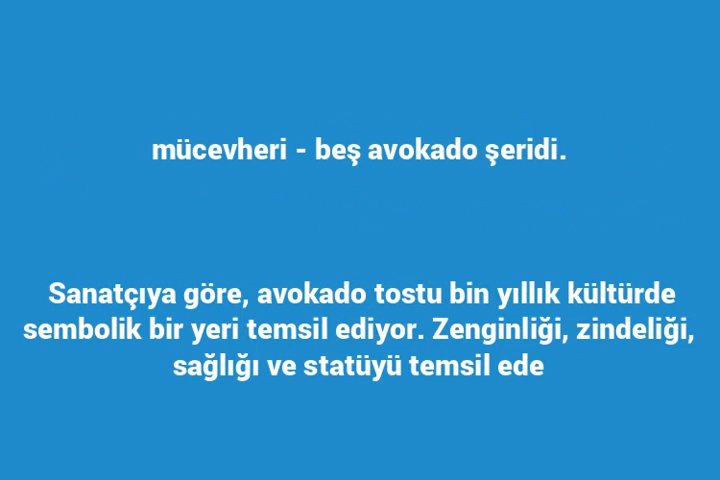 mücevheri - beş avokado şeridi.
Sanatçıya göre, avokado tostu bin yıllık kültürde
sembolik bir yeri temsil ediyor. Zenginliği, zindeliği,
sağlığı ve statüyü temsil ede